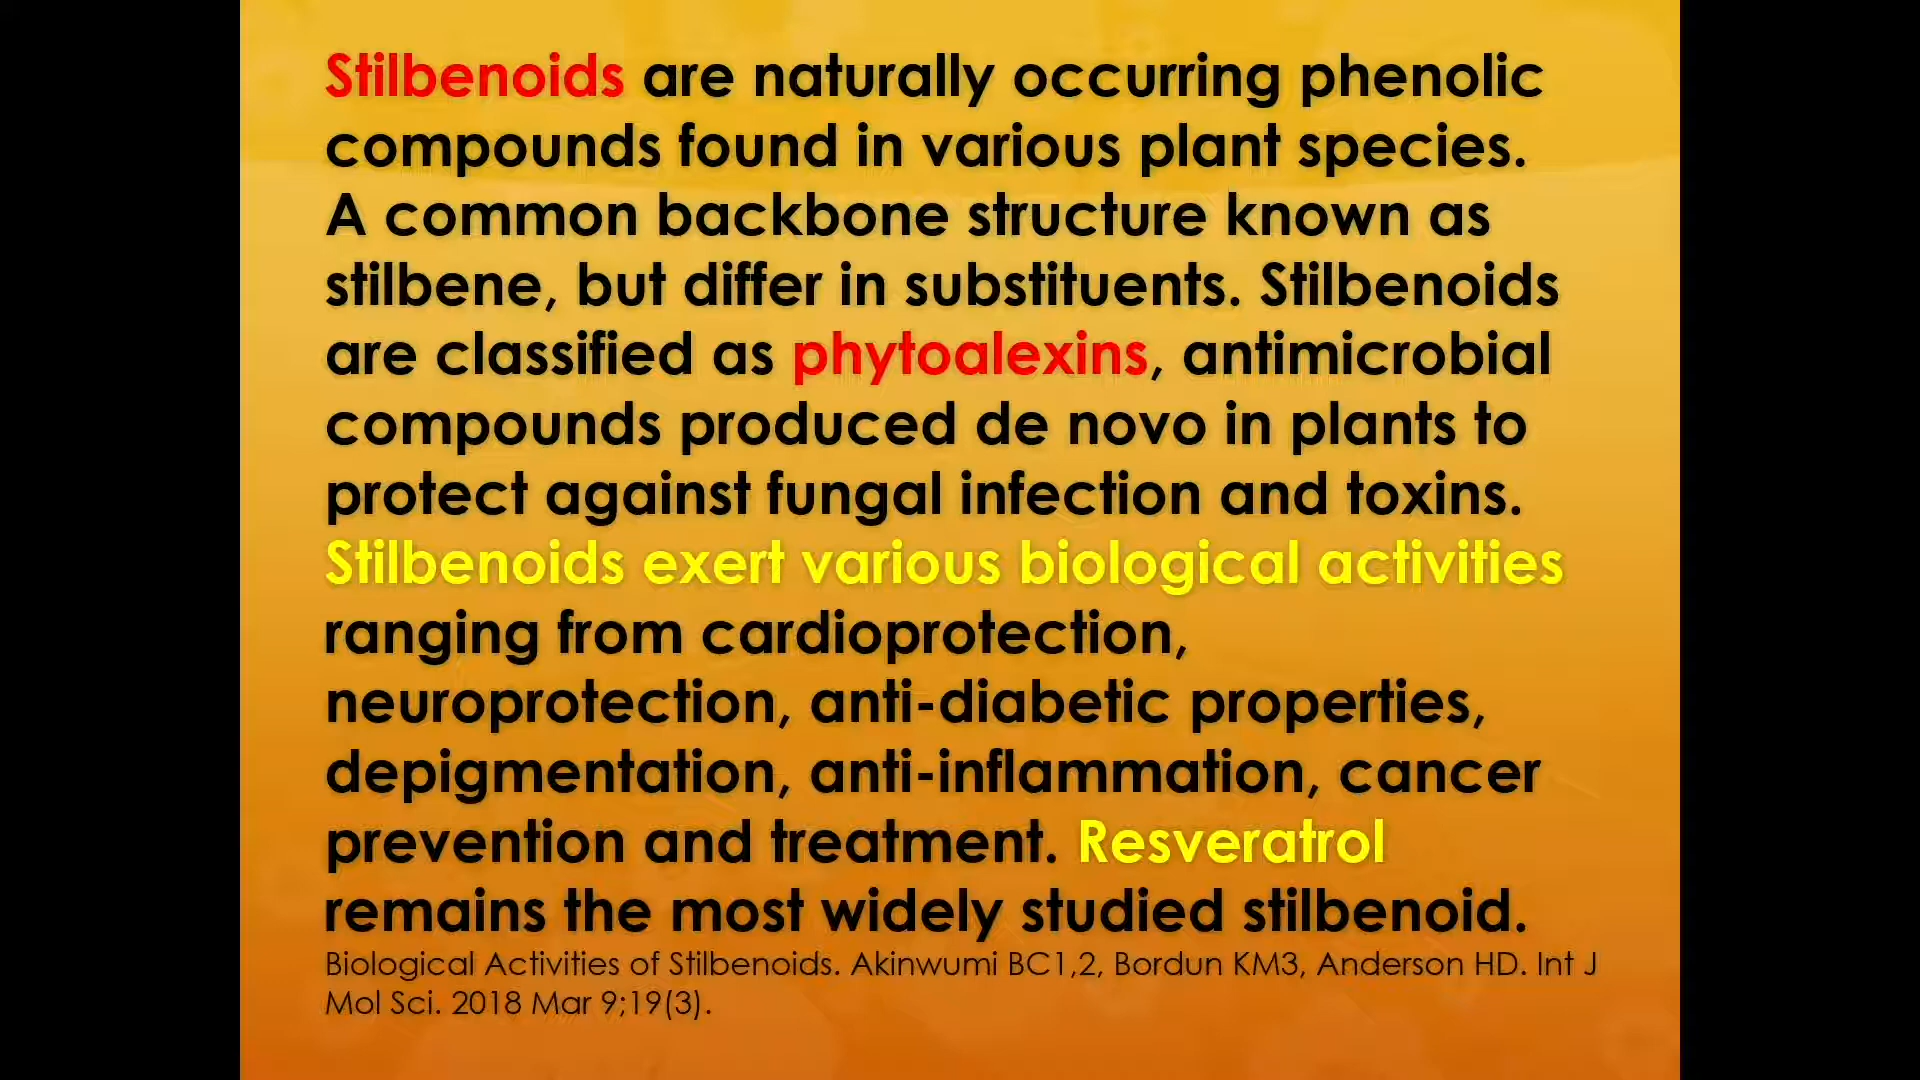 Stilbenoids are naturally occurring phenolic
compounds found in various plant species.
A common backbone structure known as
stilbene, but differ in substituents. Stilbenoids
are classified as phytoalexins, antimicrobial
compounds produced de novo in plants to
protect against fungal infection and toxins.
Stilbenoids exert various biological activities
ranging from cardioprotection,
neuroprotection, anti-diabetic properties,
depigmentation, anti-inflammation, cancer
prevention and treatment. Resveratrol
remains the most widely studied stilbenoid.
Biological Activities of Stilbenoids. Akinwumi BC1,2, Bordun KM3, Anderson HD. Int J
Mol Sci. 2018 Mar 9;19(3).